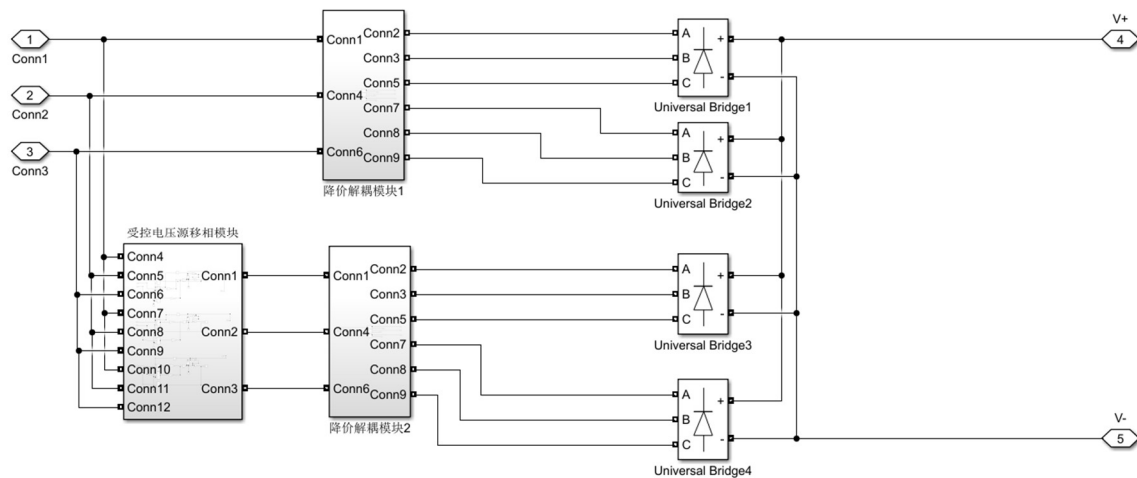 1
Conn1
2
Conn2
3
Conn3
Conn1
Conn4
Conn6
Conn2
Conn3
Conn5
Conn7
Conn8
Conn9
降价解耦模块1
A
B
C
+
-
Universal Bridge1
A
B
C
+
-
Universal Bridge2
V+
4
受控电压源移相模块
Conn4
Conn5
Conn6
Conn7
Conn8
Conn9
Conn10
Conn11
Conn12
Conn1
Conn2
Conn3
Conn1
Conn4
Conn6
Conn2
Conn3
Conn5
Conn7
Conn8
Conn9
降价解耦模块2
A
B
C
+
-
Universal Bridge3
A
B
C
+
-
Universal Bridge4
V-
5